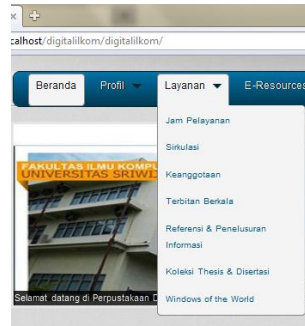 calhost/digitalilkom/digitalilkom/
Beranda Profil Layanan E-Resources
Jam Pelayanan
Sirkulasi
Keanggotaan
Terbitan Berkala
Referensi & Penelusuran
Informasi
Koleksi Thesis & Disertasi
Windows of the World
FAKULTAS ILMU KOMPU
UNIVERSITAS SRIWI
Selamat datang di Perpustakaan D